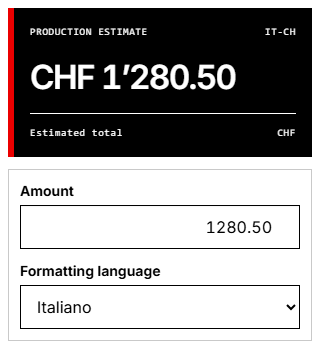 PRODUCTION ESTIMATE IT-CH
CHF 1’280.50
Estimated total CHF
Amount
1280.50
Formatting language
Italiano